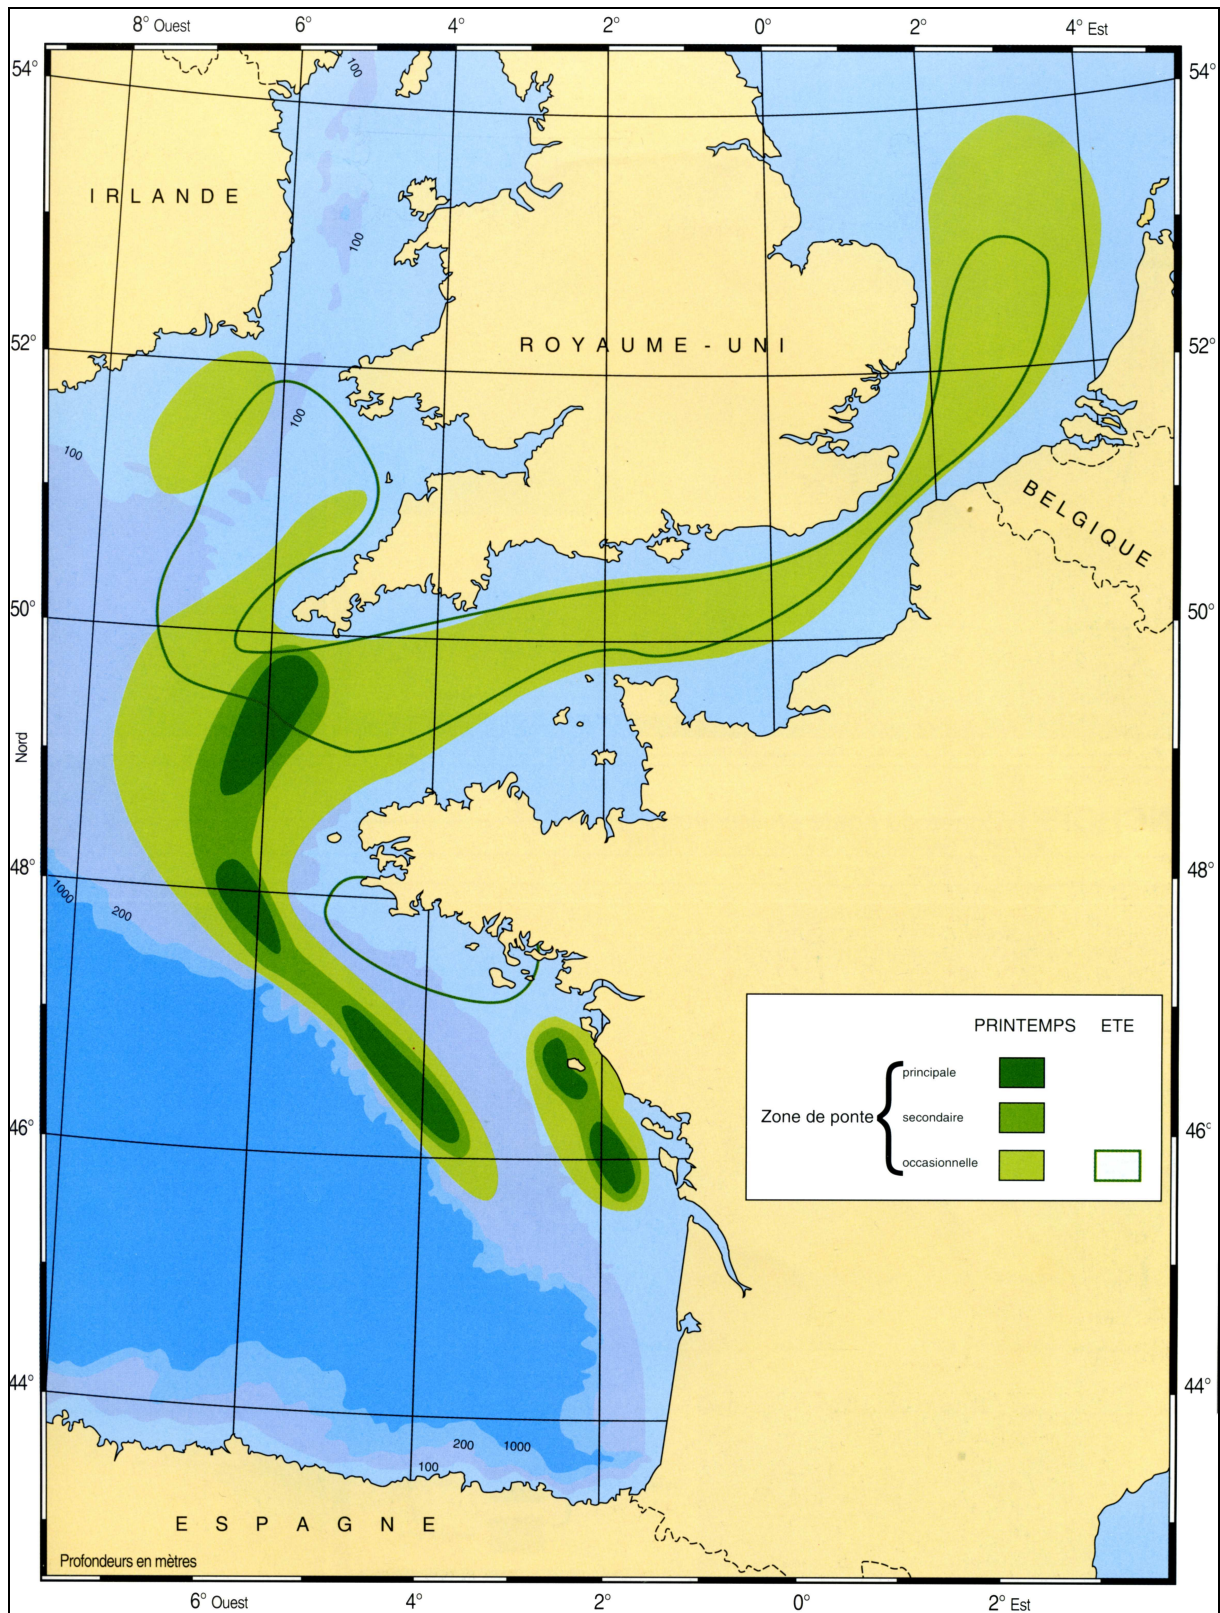 8° Ouest 6° 4° 2° 0° 2° 4° Est
54° 54°
100
IRLANDE
100
52° 52°
ROYAUME-UNI
100
100
BELGIQUE
50° 50°
Nord
48° 48°
1000
200
PRINTEMPS ETE
principale
Zone de ponte
secondaire
occasionnelle
46° 46°
44° 44°
200 1000
100
ESPAGNE
Profondeurs en mètres
6° Ouest 4° 2° 0° 2° Est